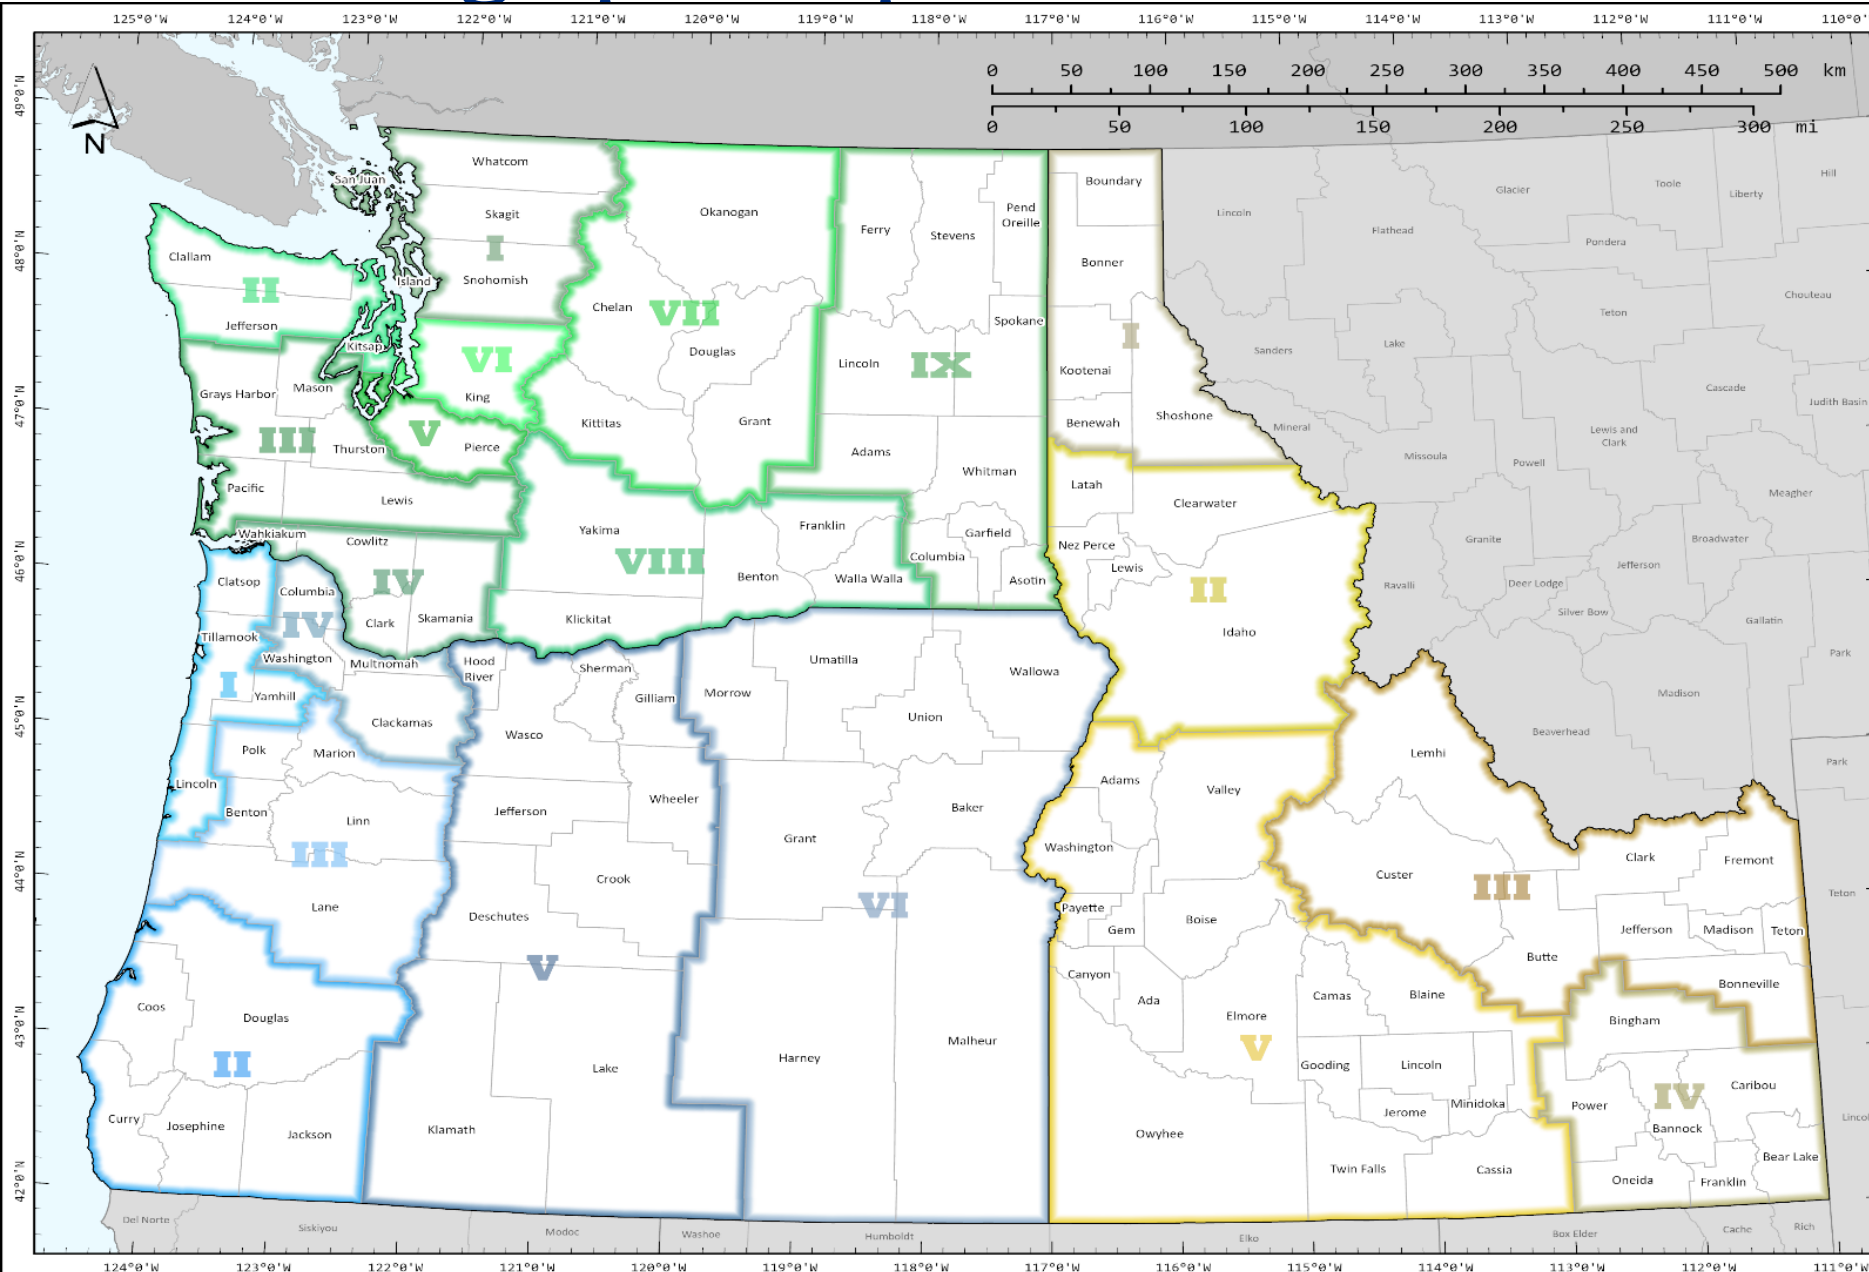 125°0'W 124°0'W 123°0'W 122°0'W 121°0'W 120°0'W 119°0'W 118°0'W 117°0'W 116°0'W 115°0'W 114°0'W 113°0'W 112°0'W 111°0'W 110°0'
0 50 100 150 200 250 300 350 400 450 500 km
0 50 100 150 200 250 300 mi
49°0'N
48°0'N
47°0'N
46°0'N
45°0'N
44°0'N
43°0'N
42°0'N
N
Whatcom
San Juan
Skagit
I
Island
Snohomish
Clallam
II
Jefferson
Kitsap
VI
King
Grays Harbor
Mason
III
Thurston
V
Pierce
Pacific
Lewis
Wahkiakum
Cowlitz
IV
Clark
Skamania
Okanogan
Chelan
VII
Douglas
Kittitas
Grant
Yakima
VIII
Klickitat
Benton
Franklin
Walla Walla
Ferry
Stevens
Pend
Oreille
Spokane
Lincoln
IX
Adams
Whitman
Garfield
Columbia
Asotin
Clatsop
Columbia
IV
Tillamook
Washington
Multnomah
I
Yamhill
Clackamas
Polk
Marion
Lincoln
Benton
Linn
III
Lane
Coos
Douglas
II
Curry
Josephine
Jackson
Hood
River
Sherman
Gilliam
Wasco
Jefferson
Wheeler
Crook
Deschutes
V
Lake
Klamath
Morrow
Umatilla
Wallowa
Union
Baker
Grant
VI
Malheur
Harney
Boundary
Bonner
I
Kootenai
Benewah
Shoshone
Latah
Clearwater
Nez Perce
Lewis
II
Idaho
Adams
Valley
Washington
Payette
Gem
Boise
Canyon
Ada
Elmore
V
Camas
Blaine
Gooding
Lincoln
Jerome
Minidoka
Owyhee
Twin Falls
Cassia
Lemhi
Custer
III
Clark
Fremont
Jefferson
Madison
Teton
Butte
Bonneville
Bingham
Power
IV
Caribou
Bannock
Bear Lake
Oneida
Franklin
Lincoln
Glacier
Toole
Liberty
Hill
Flathead
Pondera
Chouteau
Teton
Sanders
Lake
Cascade
Judith Basin
Mineral
Missoula
Powell
Lewis and
Clark
Meagher
Granite
Broadwater
Ravalli
Deer Lodge
Jefferson
Silver Bow
Gallatin
Park
Madison
Beaverhead
Park
Teton
Lincol
Del Norte
Siskiyou
Modoc
Washoe
Humboldt
Elko
Box Elder
Cache
Rich
124°0'W 123°0'W 122°0'W 121°0'W 120°0'W 119°0'W 118°0'W 117°0'W 116°0'W 115°0'W 114°0'W 113°0'W 112°0'W 111°0'